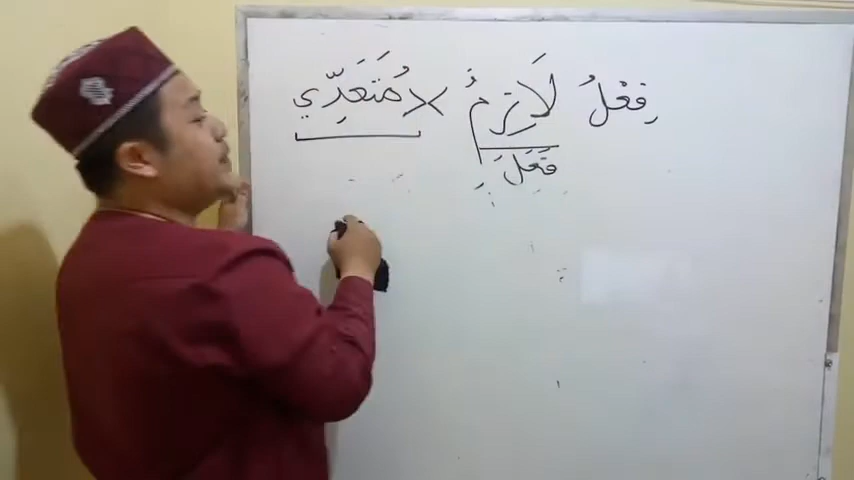 فِعْلُ لَازِمُ × مُتَعَدِّي
فَعَلَ